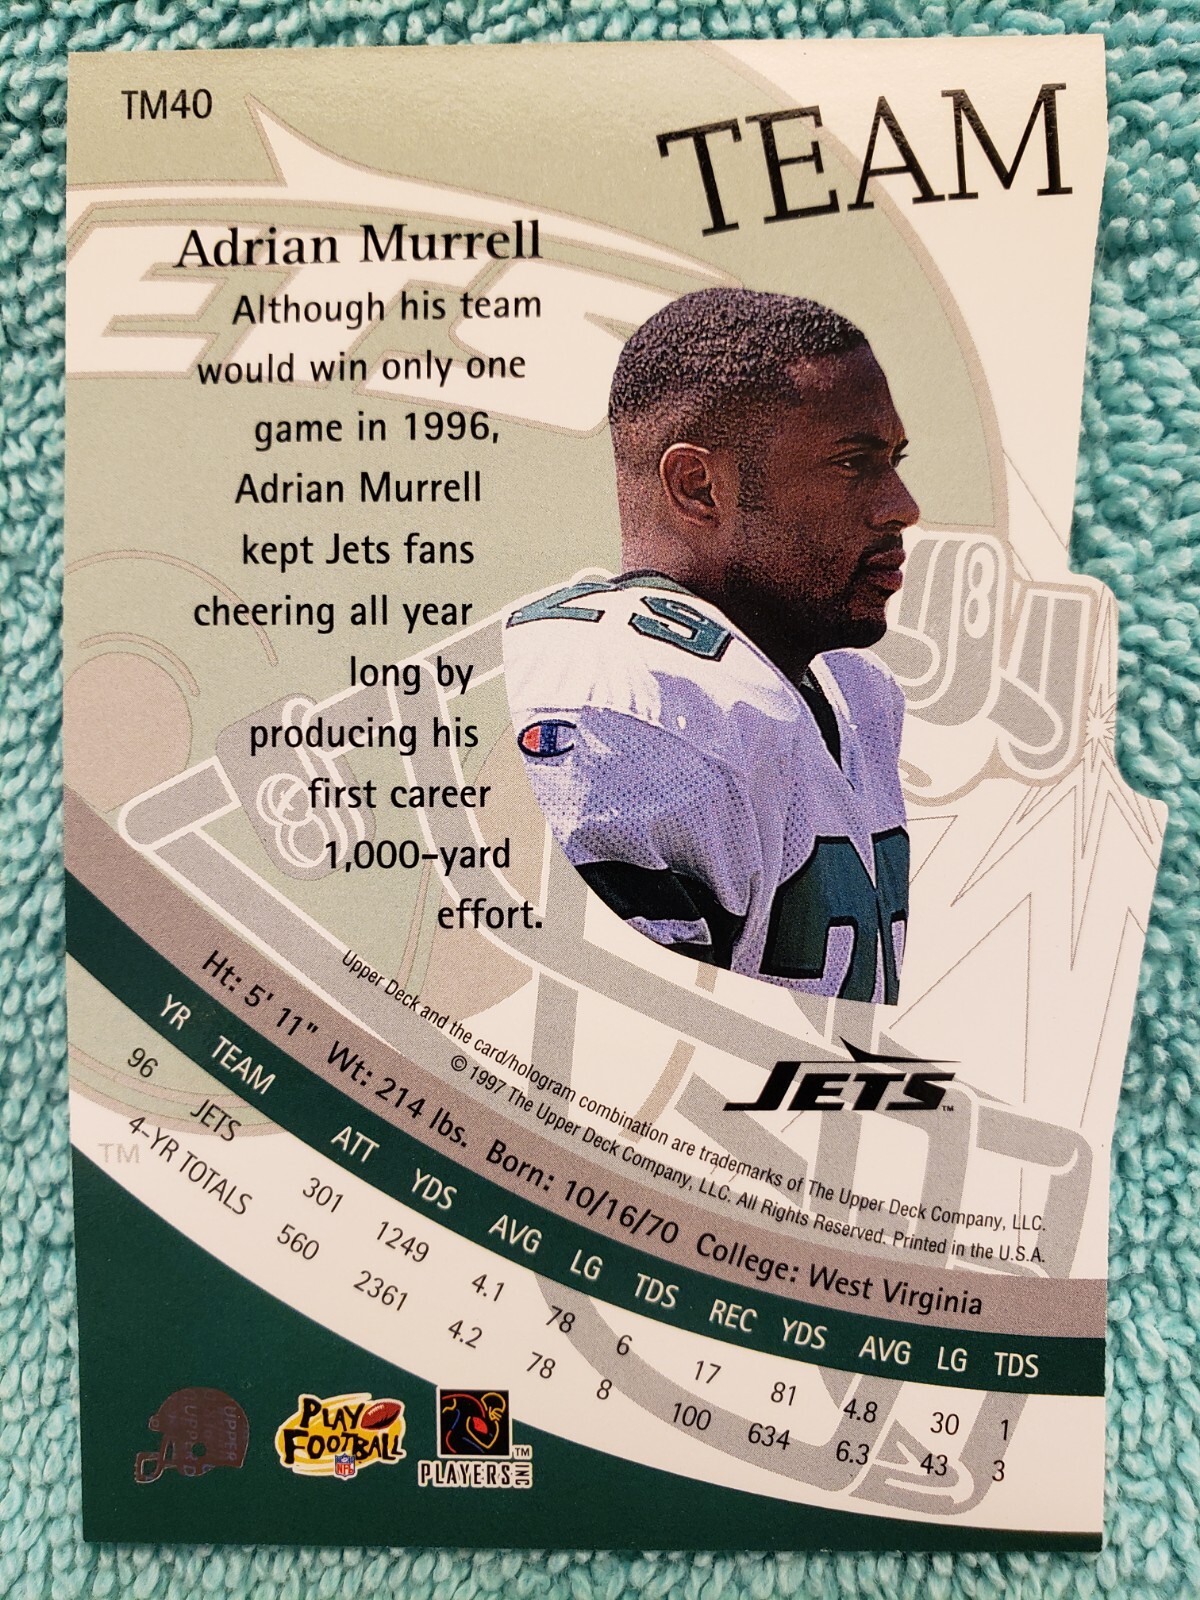 TM40
TEAM
Adrian Murrell
Although his team
would win only one
game in 1996,
Adrian Murrell
kept Jets fans
cheering all year
long by
producing his
first career
1,000-yard
effort.
JETS
TM
Upper Deck and the card/hologram combination are trademarks of The Upper Deck Company, LLC.
© 1997 The Upper Deck Company, LLC. All Rights Reserved. Printed in the U.S.A.
Ht: 5' 11" Wt: 214 lbs. Born: 10/16/70 College: West Virginia
YR TEAM ATT YDS AVG LG TDS REC YDS AVG LG TDS
96 JETS 301 1249 4.1 78 6 17 81 4.8 30 1
4-YR TOTALS 560 2361 4.2 78 8 100 634 6.3 43 3
TM
PLAY
FOOTBALL
NFL
PLAYERS INC
TM